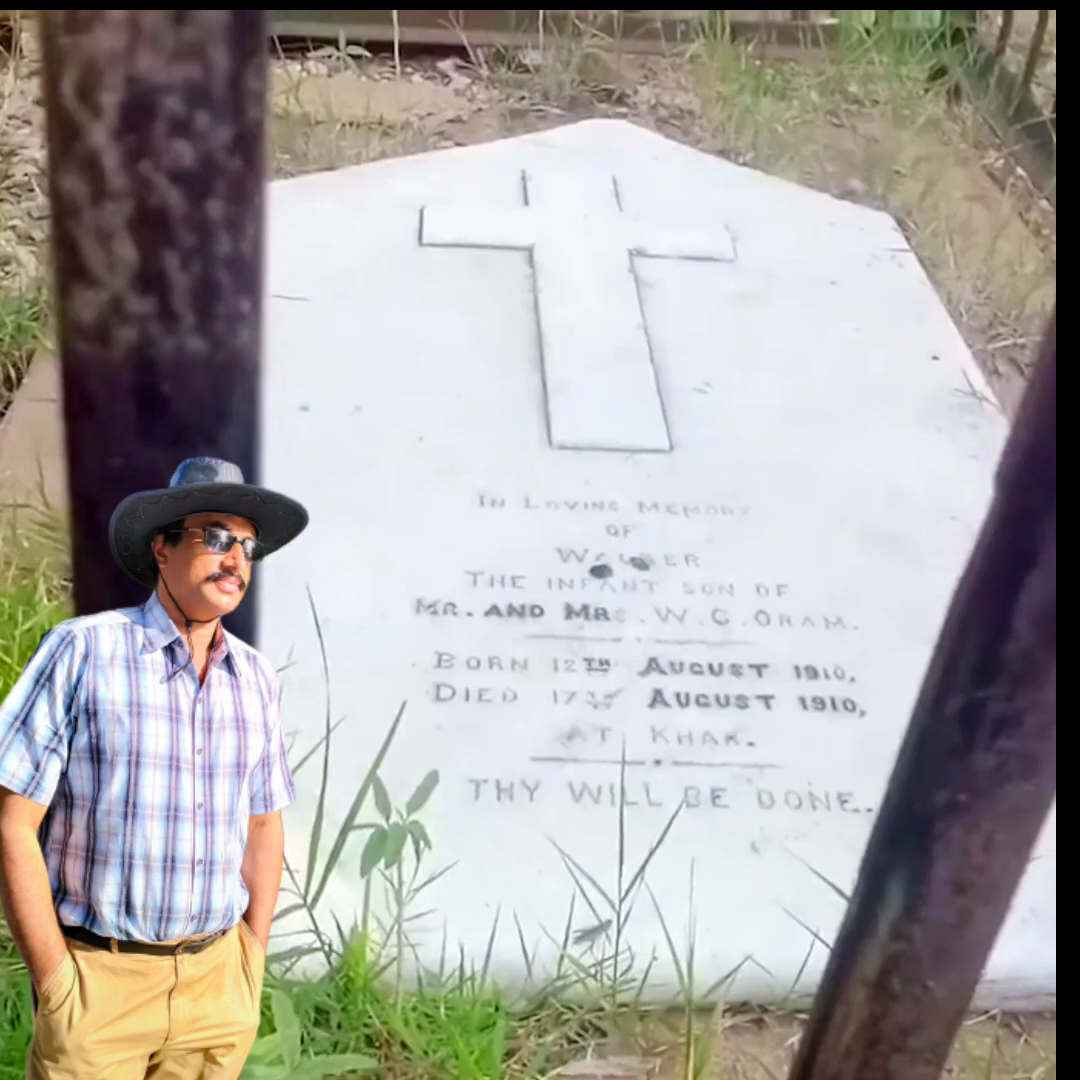 IN LOVING MEMORY
OF
THE INFANT SON OF
MR. AND MRS. W. G. ORAM.
BORN 12TH AUGUST 1910,
DIED 17TH AUGUST 1910,
AT KHAR.
THY WILL BE DONE.